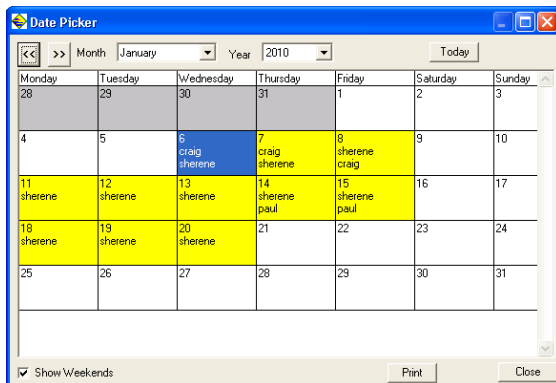 Date Picker
<< >> Month January Year 2010 Today
Monday Tuesday Wednesday Thursday Friday Saturday Sunday
28 29 30 31 1 2 3
4 5 6 7 8 9 10
craig craig sherene
sherene sherene craig
11 12 13 14 15 16 17
sherene sherene sherene sherene sherene
paul paul
18 19 20 21 22 23 24
sherene sherene sherene
25 26 27 28 29 30 31
Show Weekends Print Close